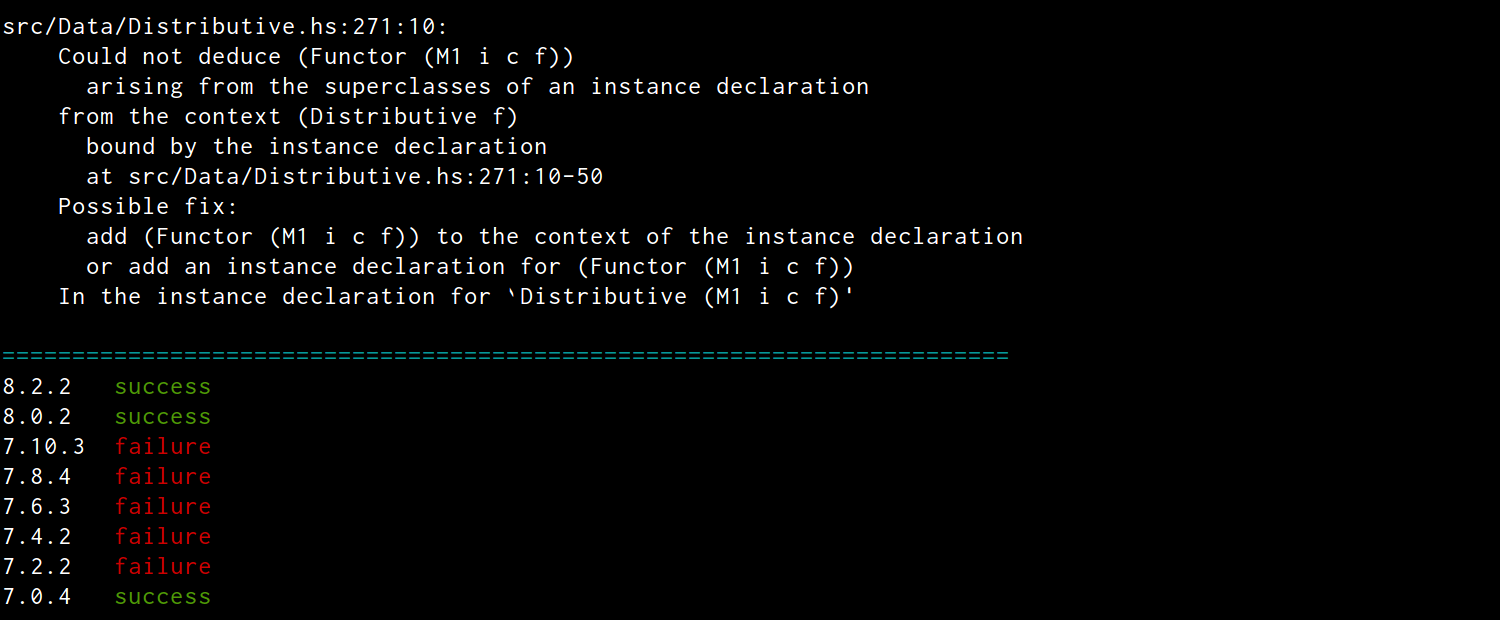 src/Data/Distributive.hs:271:10:
    Could not deduce (Functor (M1 i c f))
      arising from the superclasses of an instance declaration
    from the context (Distributive f)
      bound by the instance declaration
      at src/Data/Distributive.hs:271:10-50
    Possible fix:
      add (Functor (M1 i c f)) to the context of the instance declaration
      or add an instance declaration for (Functor (M1 i c f))
    In the instance declaration for `Distributive (M1 i c f)'
========================================================================
8.2.2   success
8.0.2   success
7.10.3  failure
7.8.4   failure
7.6.3   failure
7.4.2   failure
7.2.2   failure
7.0.4   success